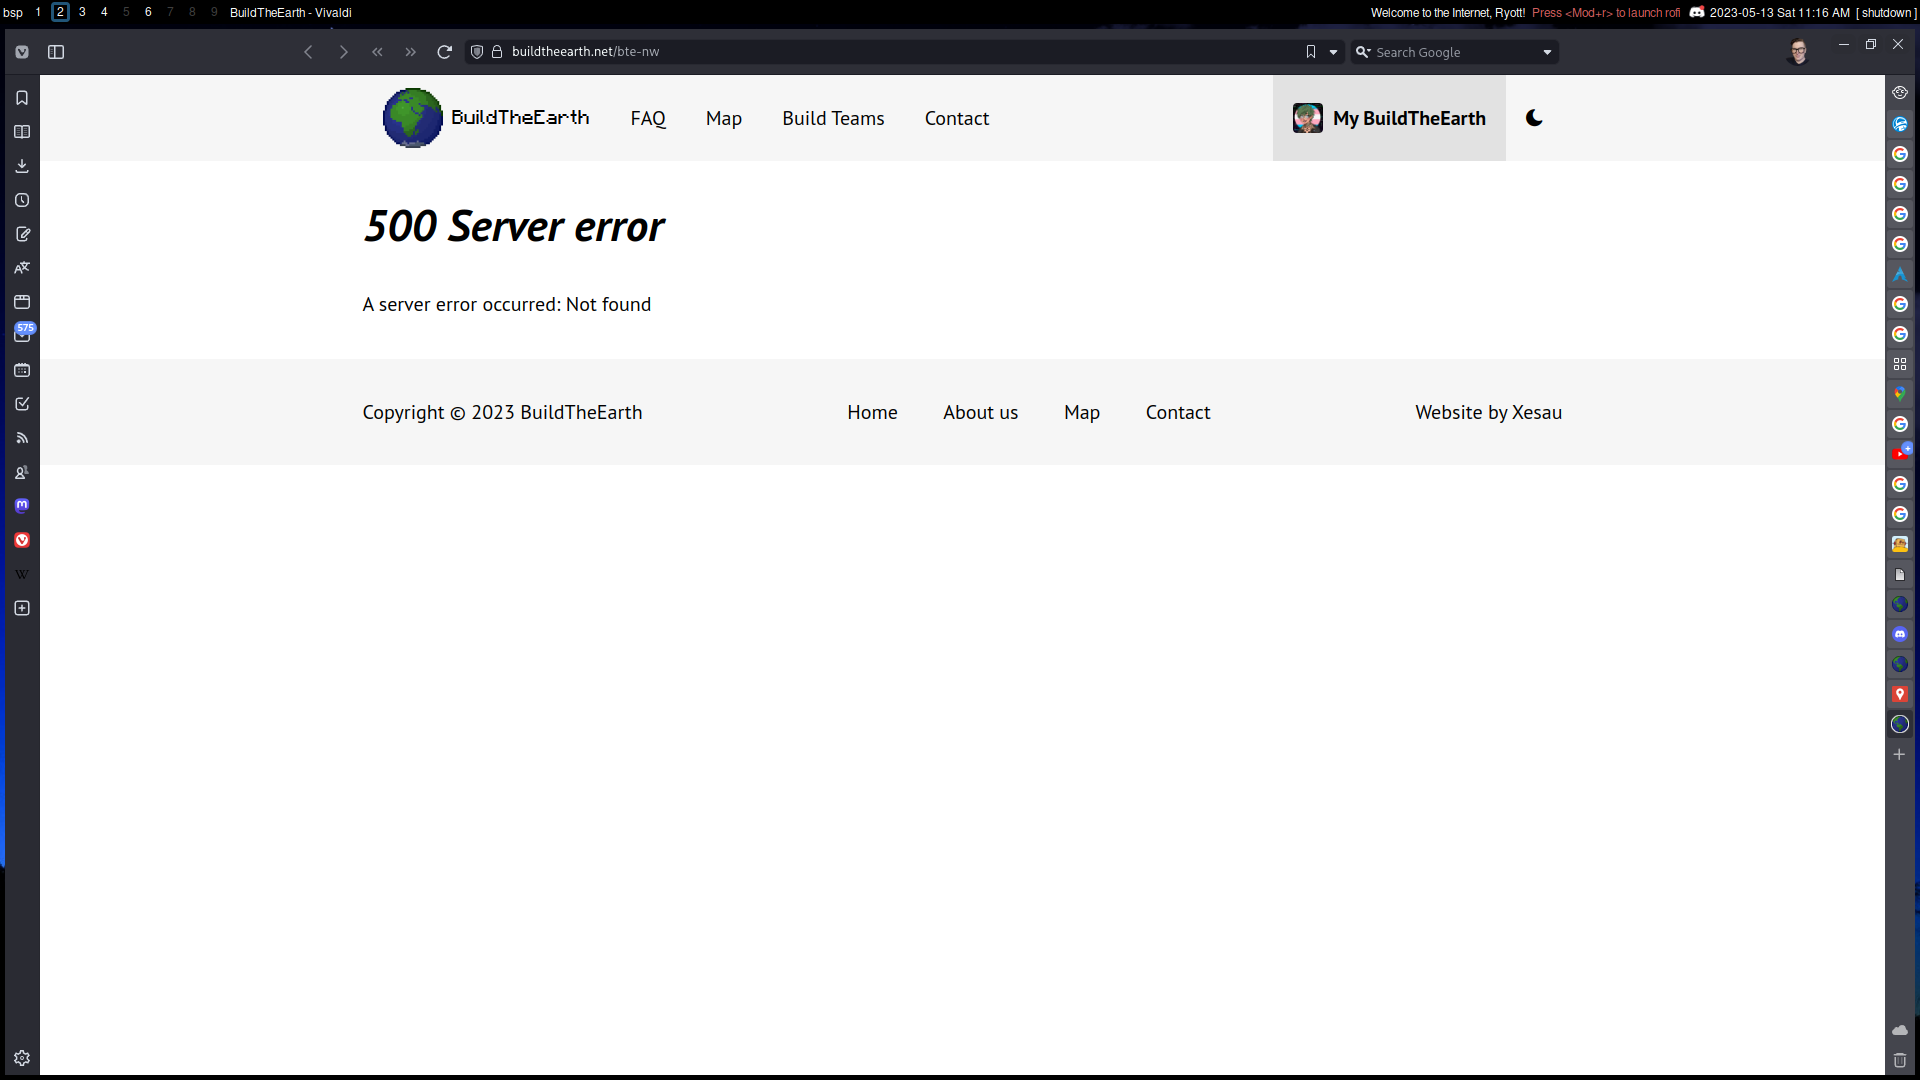 bsp 1 2 3 4 5 6 7 8 9 BuildTheEarth - Vivaldi
Welcome to the Internet, Ryott! Press <Mod+r> to launch rofi 2023-05-13 Sat 11:16 AM [ shutdown ]
buildtheearth.net/bte-nw
Search Google
BuildTheEarth FAQ Map Build Teams Contact My BuildTheEarth
500 Server error
A server error occurred: Not found
575
Copyright © 2023 BuildTheEarth Home About us Map Contact Website by Xesau